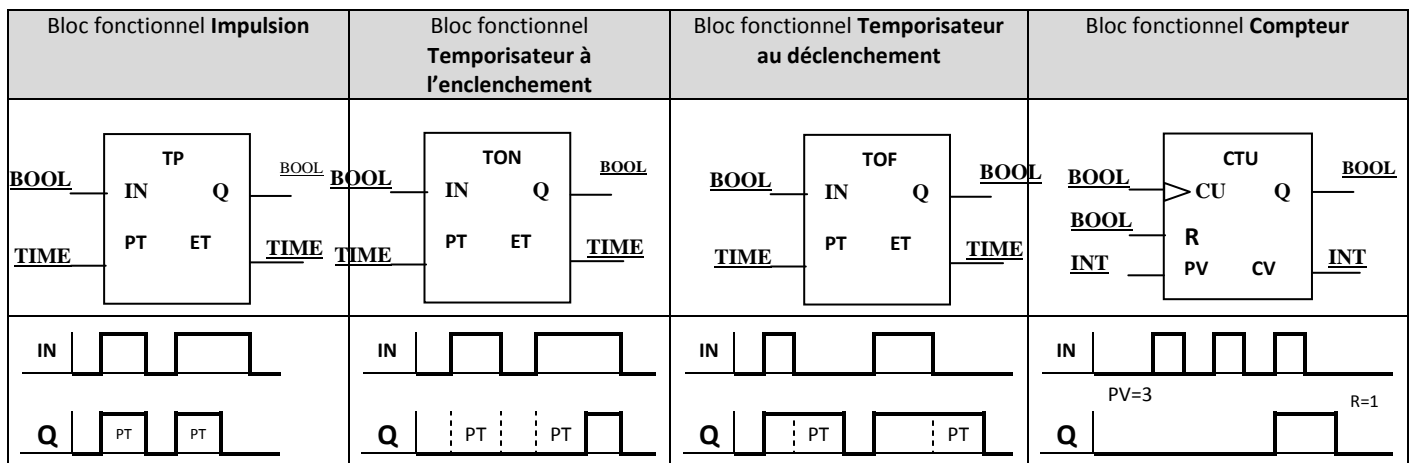 Bloc fonctionnel Impulsion
Bloc fonctionnel
Temporisateur à
l’enclenchement
Bloc fonctionnel Temporisateur
au déclenchement
Bloc fonctionnel Compteur
TP
BOOL
IN Q
BOOL
TIME
PT ET
TIME
TON
BOOL
IN Q
BOOL
TIME
PT ET
TIME
TOF
BOOL
IN Q
BOOL
TIME
PT ET
TIME
CTU
BOOL
CU Q
BOOL
BOOL
R
INT
PV CV
INT
IN
Q
PT PT
IN
Q
PT PT
IN
Q
PT PT
IN
PV=3
R=1
Q